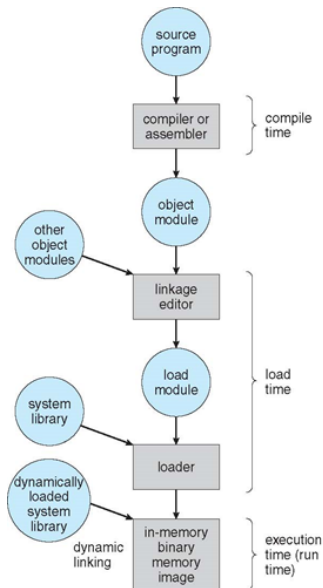 source
program
compiler or
assembler
compile
time
object
module
other
object
modules
linkage
editor
load
module
load
time
system
library
loader
dynamically
loaded
system
library
dynamic
linking
in-memory
binary
memory
image
execution
time (run
time)